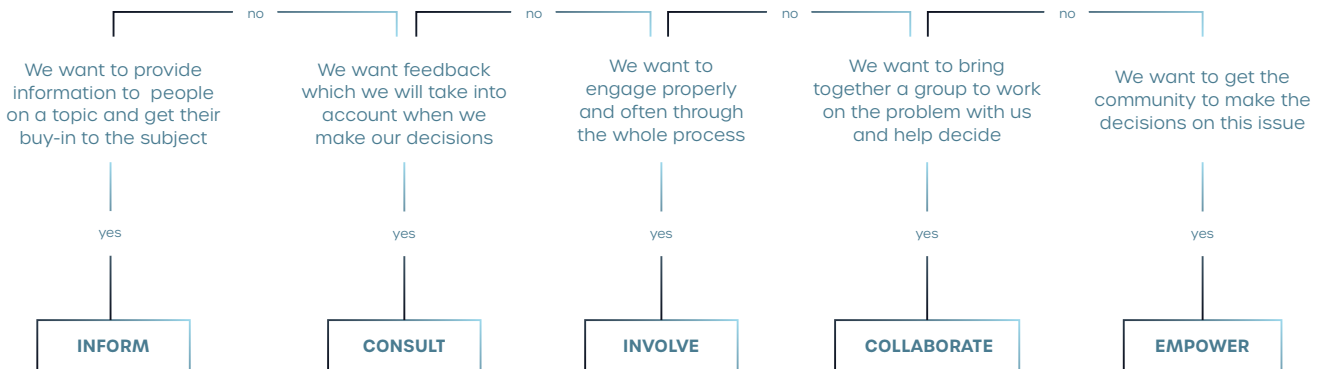 no
no
no
no
We want to provide
information to people
on a topic and get their
buy-in to the subject
We want feedback
which we will take into
account when we
make our decisions
We want to
engage properly
and often through
the whole process
We want to bring
together a group to work
on the problem with us
and help decide
We want to get the
community to make the
decisions on this issue
yes
yes
yes
yes
yes
INFORM
CONSULT
INVOLVE
COLLABORATE
EMPOWER